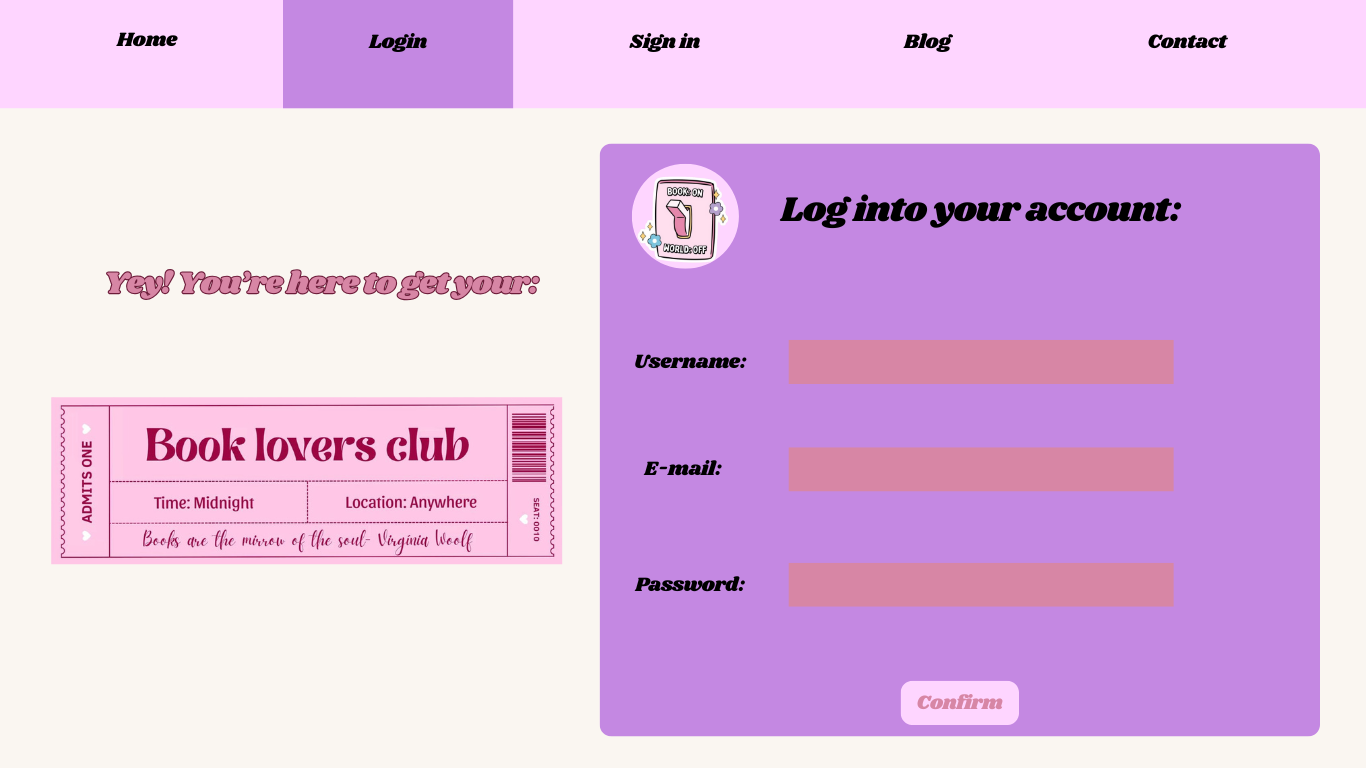 Home
Login
Sign in
Blog
Contact
BOOK: ON
WORLD: OFF
Log into your account:
Yey! You're here to get your:
Username:
E-mail:
Password:
Confirm
ADMITS ONE
Book lovers club
Time: Midnight
Location: Anywhere
Books are the mirrow of the soul- Virginia Woolf
SEAT: 0010